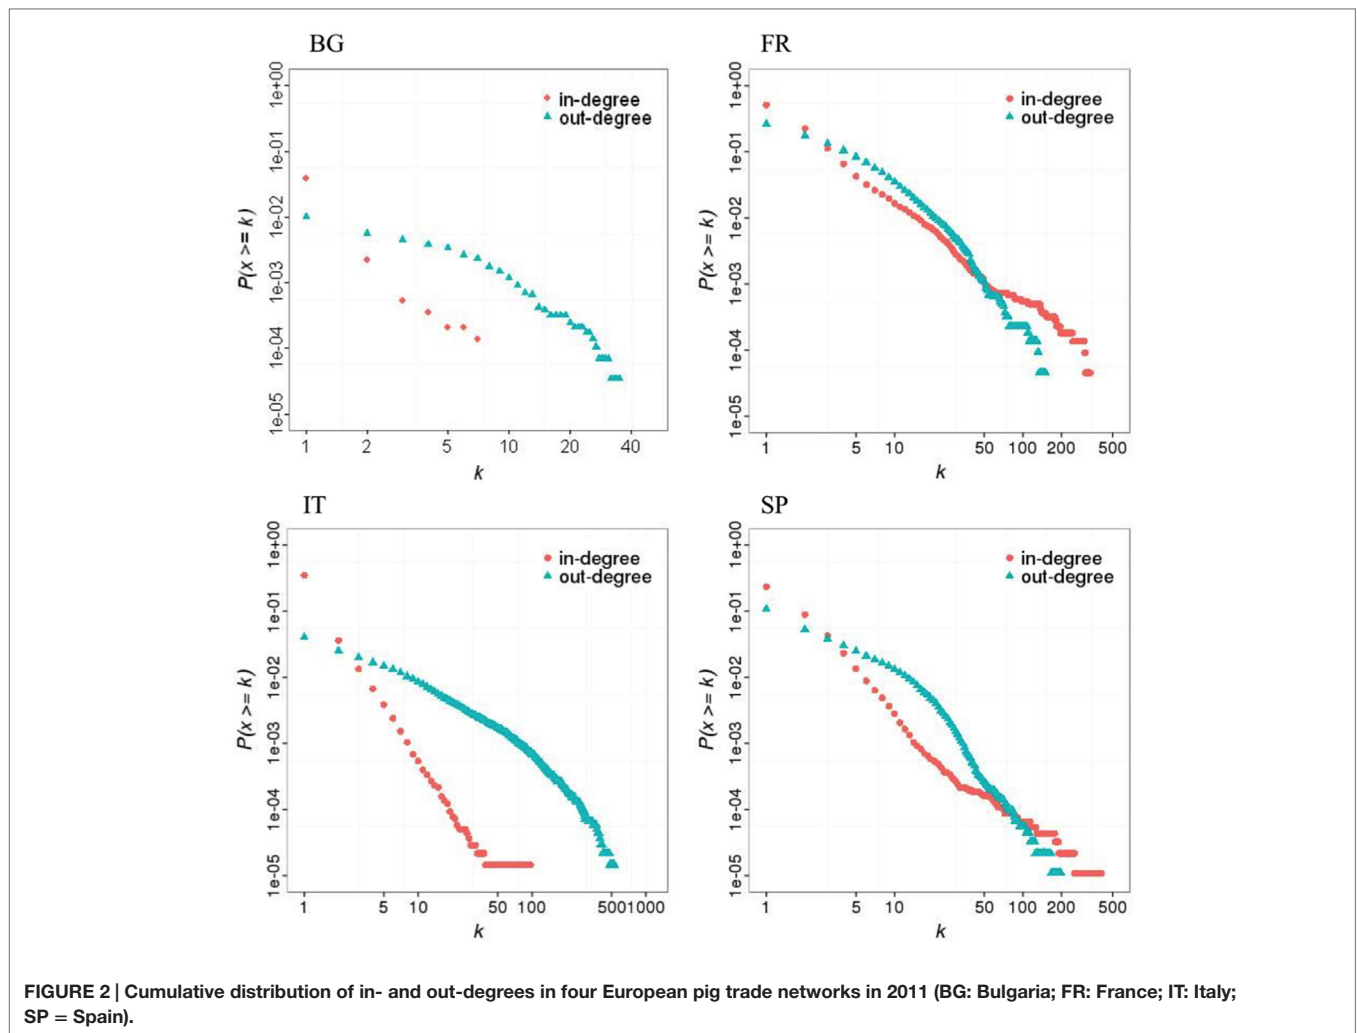 BG
in-degree
out-degree
1e+00
1e-01
1e-02
1e-03
1e-04
1e-05
P(x >= k)
1 2 5 10 20 40
k
FR
in-degree
out-degree
1e+00
1e-01
1e-02
1e-03
1e-04
1e-05
P(x >= k)
1 5 10 50 100 200 500
k
IT
in-degree
out-degree
1e+00
1e-01
1e-02
1e-03
1e-04
1e-05
P(x >= k)
1 5 10 50 100 500 1000
k
SP
in-degree
out-degree
1e+00
1e-01
1e-02
1e-03
1e-04
1e-05
P(x >= k)
1 5 10 50 100 200 500
k
FIGURE 2 | Cumulative distribution of in- and out-degrees in four European pig trade networks in 2011 (BG: Bulgaria; FR: France; IT: Italy;
SP = Spain).